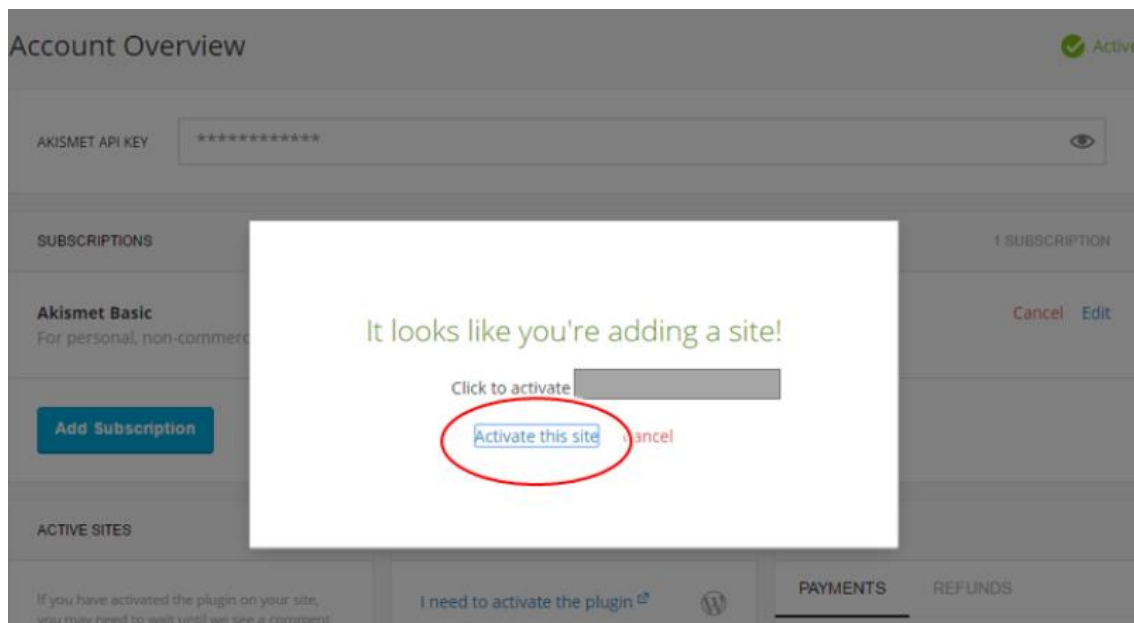 Account Overview
Active
AKISMET API KEY
************
SUBSCRIPTIONS
1 SUBSCRIPTION
Akismet Basic
For personal, non-commerc
Cancel Edit
It looks like you're adding a site!
Click to activate
Activate this site Cancel
Add Subscription
ACTIVE SITES
If you have activated the plugin on your site,
you may need to wait until we see a comment
I need to activate the plugin
PAYMENTS REFUNDS